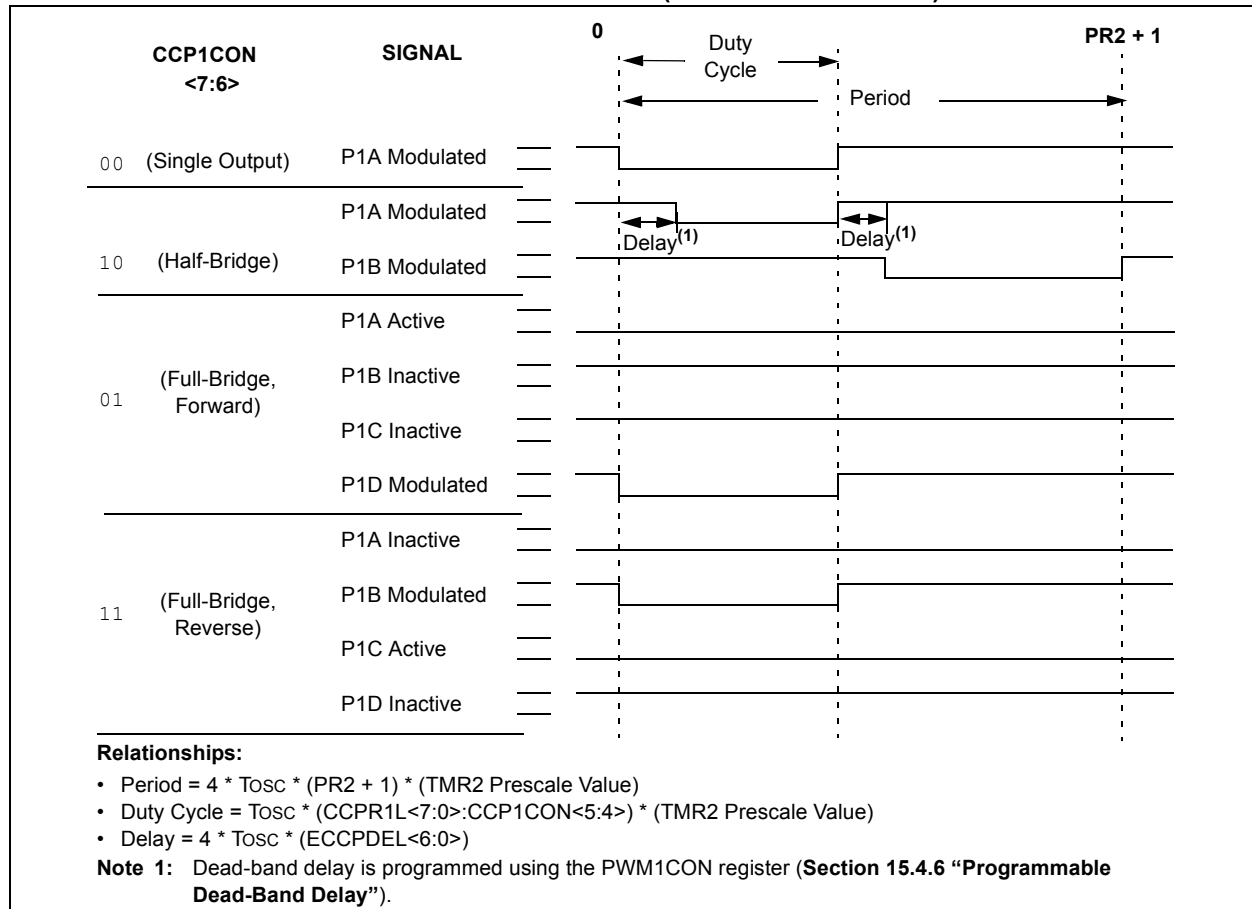 0
PR2 + 1
CCP1CON
<7:6>
SIGNAL
Duty
Cycle
Period
00 (Single Output) P1A Modulated
P1A Modulated
Delay(1) Delay(1)
10 (Half-Bridge) P1B Modulated
P1A Active
P1B Inactive
01 (Full-Bridge,
Forward)
P1C Inactive
P1D Modulated
P1A Inactive
P1B Modulated
11 (Full-Bridge,
Reverse)
P1C Active
P1D Inactive
Relationships:
• Period = 4 * TOSC * (PR2 + 1) * (TMR2 Prescale Value)
• Duty Cycle = TOSC * (CCPR1L<7:0>:CCP1CON<5:4>) * (TMR2 Prescale Value)
• Delay = 4 * TOSC * (ECCPDEL<6:0>)
Note 1: Dead-band delay is programmed using the PWM1CON register (Section 15.4.6 “Programmable
Dead-Band Delay”).